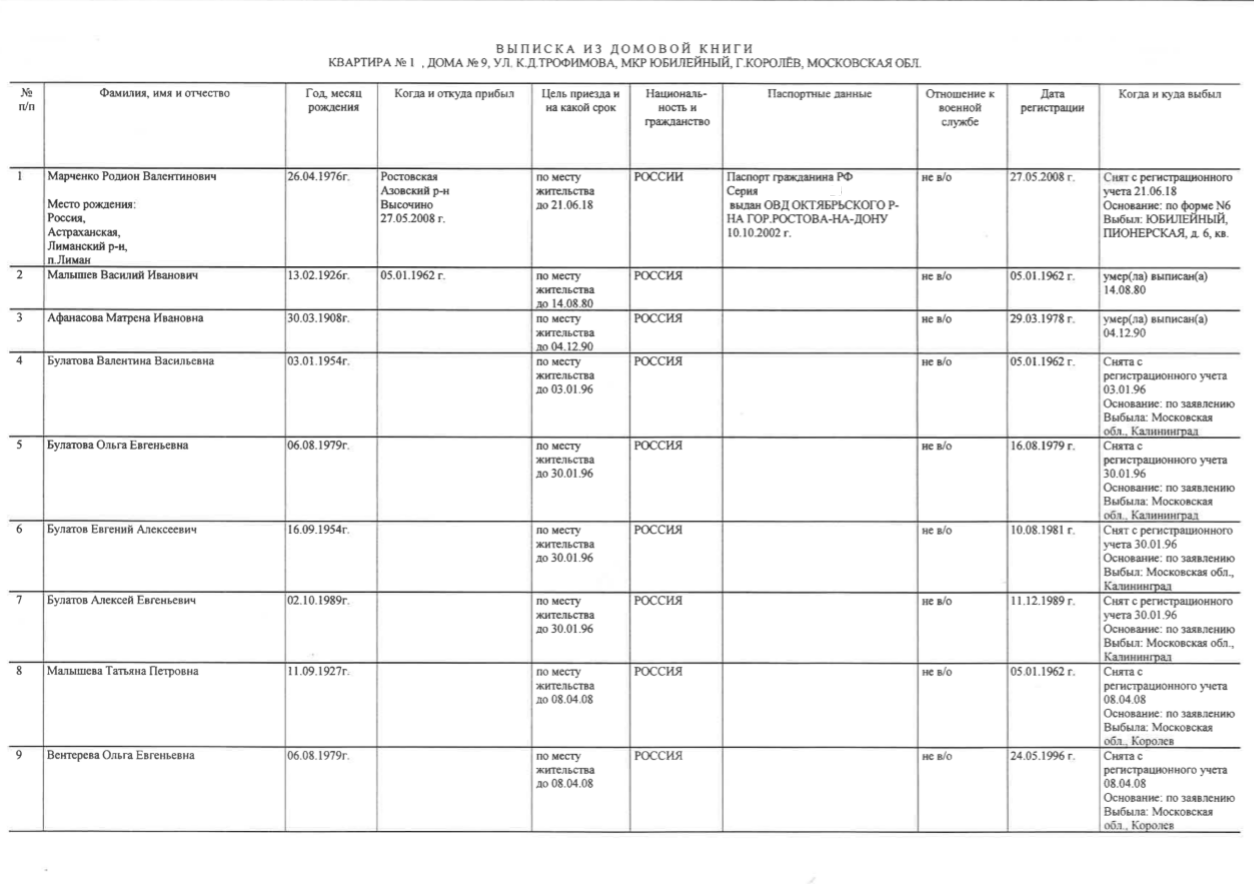 ВЫПИСКА ИЗ ДОМОВОЙ КНИГИ
КВАРТИРА № 1 , ДОМА № 9, УЛ. К.Д.ТРОФИМОВА, МКР ЮБИЛЕЙНЫЙ, Г.КОРОЛЁВ, МОСКОВСКАЯ ОБЛ.
№ п/п
Фамилия, имя и отчество
Год, месяц
рождения
Когда и откуда прибыл
Цель приезда и
на какой срок
Националь-
ность и
гражданство
Паспортные данные
Отношение к
военной
службе
Дата
регистрации
Когда и куда выбыл
1
Марченко Родион Валентинович
Место рождения:
Россия,
Астраханская,
Лиманский р-н,
п.Лиман
26.04.1976г.
Ростовская
Азовский р-н
Высочино
27.05.2008 г.
по месту
жительства
до 21.06.18
РОССИИ
Паспорт гражданина РФ
Серия
выдан ОВД ОКТЯБРЬСКОГО Р-
НА ГОР.РОСТОВА-НА-ДОНУ
10.10.2002 г.
не в/о
27.05.2008 г.
Снят с регистрационного
учета 21.06.18
Основание: по форме N6
Выбыл: ЮБИЛЕЙНЫЙ,
ПИОНЕРСКАЯ, д. 6, кв.
2
Малышев Василий Иванович
13.02.1926г.
05.01.1962 г.
по месту
жительства
до 14.08.80
РОССИЯ
не в/о
05.01.1962 г.
умер(ла) выписан(а)
14.08.80
3
Афанасова Матрена Ивановна
30.03.1908г.
по месту
жительства
до 04.12.90
РОССИЯ
не в/о
29.03.1978 г.
умер(ла) выписан(а)
04.12.90
4
Булатова Валентина Васильевна
03.01.1954г.
по месту
жительства
до 03.01.96
РОССИЯ
не в/о
05.01.1962 г.
Снята с
регистрационного учета
03.01.96
Основание: по заявлению
Выбыла: Московская
обл., Калининград
5
Булатова Ольга Евгеньевна
06.08.1979г.
по месту
жительства
до 30.01.96
РОССИЯ
не в/о
16.08.1979 г.
Снята с
регистрационного учета
30.01.96
Основание: по заявлению
Выбыла: Московская
обл., Калининград
6
Булатов Евгений Алексеевич
16.09.1954г.
по месту
жительства
до 30.01.96
РОССИЯ
не в/о
10.08.1981 г.
Снят с регистрационного
учета 30.01.96
Основание: по заявлению
Выбыл: Московская обл.,
Калининград
7
Булатов Алексей Евгеньевич
02.10.1989г.
по месту
жительства
до 30.01.96
РОССИЯ
не в/о
11.12.1989 г.
Снят с регистрационного
учета 30.01.96
Основание: по заявлению
Выбыл: Московская обл.,
Калининград
8
Малышева Татьяна Петровна
11.09.1927г.
по месту
жительства
до 08.04.08
РОССИЯ
не в/о
05.01.1962 г.
Снята с
регистрационного учета
08.04.08
Основание: по заявлению
Выбыла: Московская
обл., Королев
9
Вентерева Ольга Евгеньевна
06.08.1979г.
по месту
жительства
до 08.04.08
РОССИЯ
не в/о
24.05.1996 г.
Снята с
регистрационного учета
08.04.08
Основание: по заявлению
Выбыла: Московская
обл., Королев